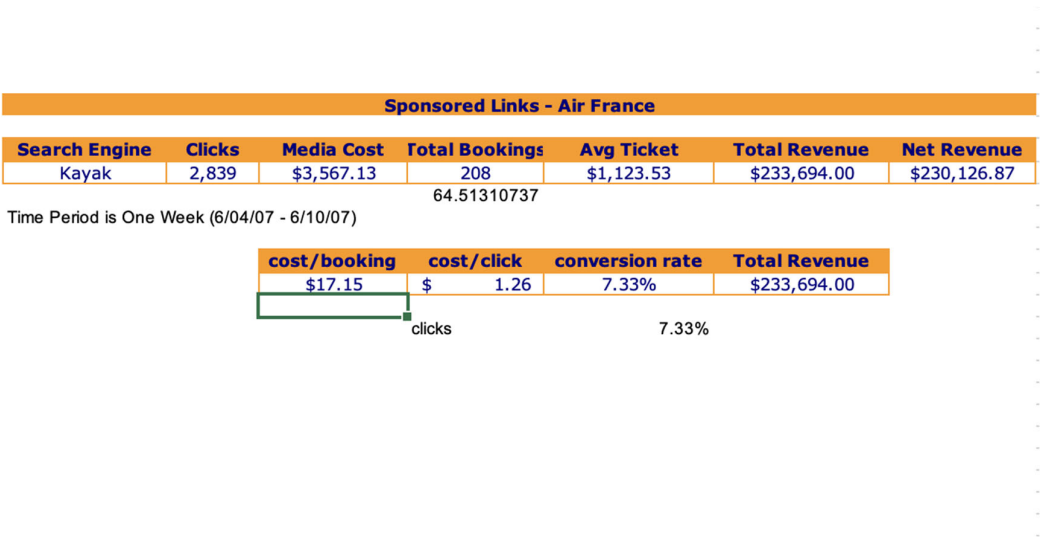 Sponsored Links - Air France
Search Engine Clicks Media Cost Total Bookings Avg Ticket Total Revenue Net Revenue
Kayak 2,839 $3,567.13 208 $1,123.53 $233,694.00 $230,126.87
64.51310737
Time Period is One Week (6/04/07 - 6/10/07)
cost/booking cost/click conversion rate Total Revenue
$17.15 $ 1.26 7.33% $233,694.00
clicks 7.33%